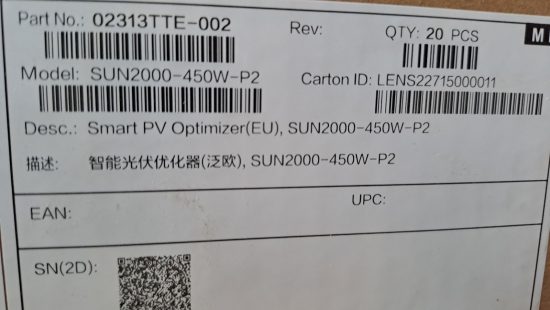 Part No.: 02313TTE-002
Rev:
QTY: 20 PCS
Model: SUN2000-450W-P2
Carton ID: LENS22715000011
Desc.: Smart PV Optimizer(EU), SUN2000-450W-P2
描述: 智能光伏优化器(泛欧), SUN2000-450W-P2
EAN:
UPC:
SN(2D):